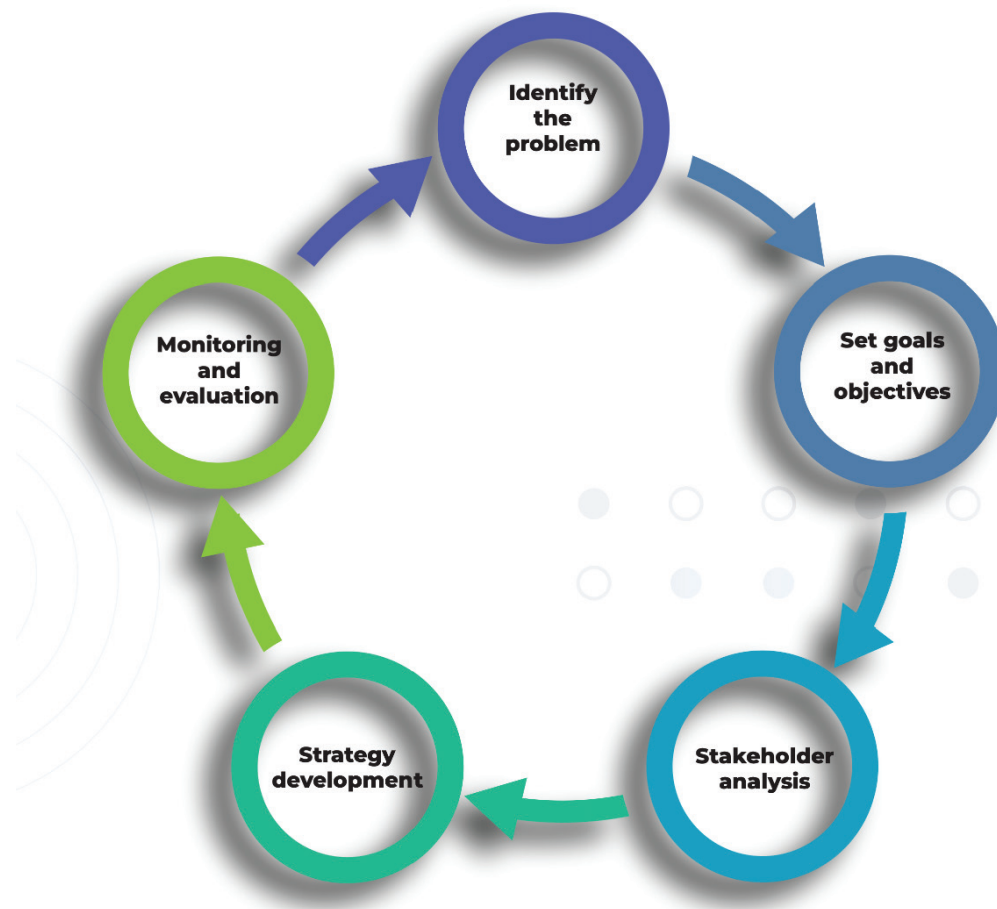 Identify
the
problem
Set goals
and
objectives
Stakeholder
analysis
Strategy
development
Monitoring
and
evaluation